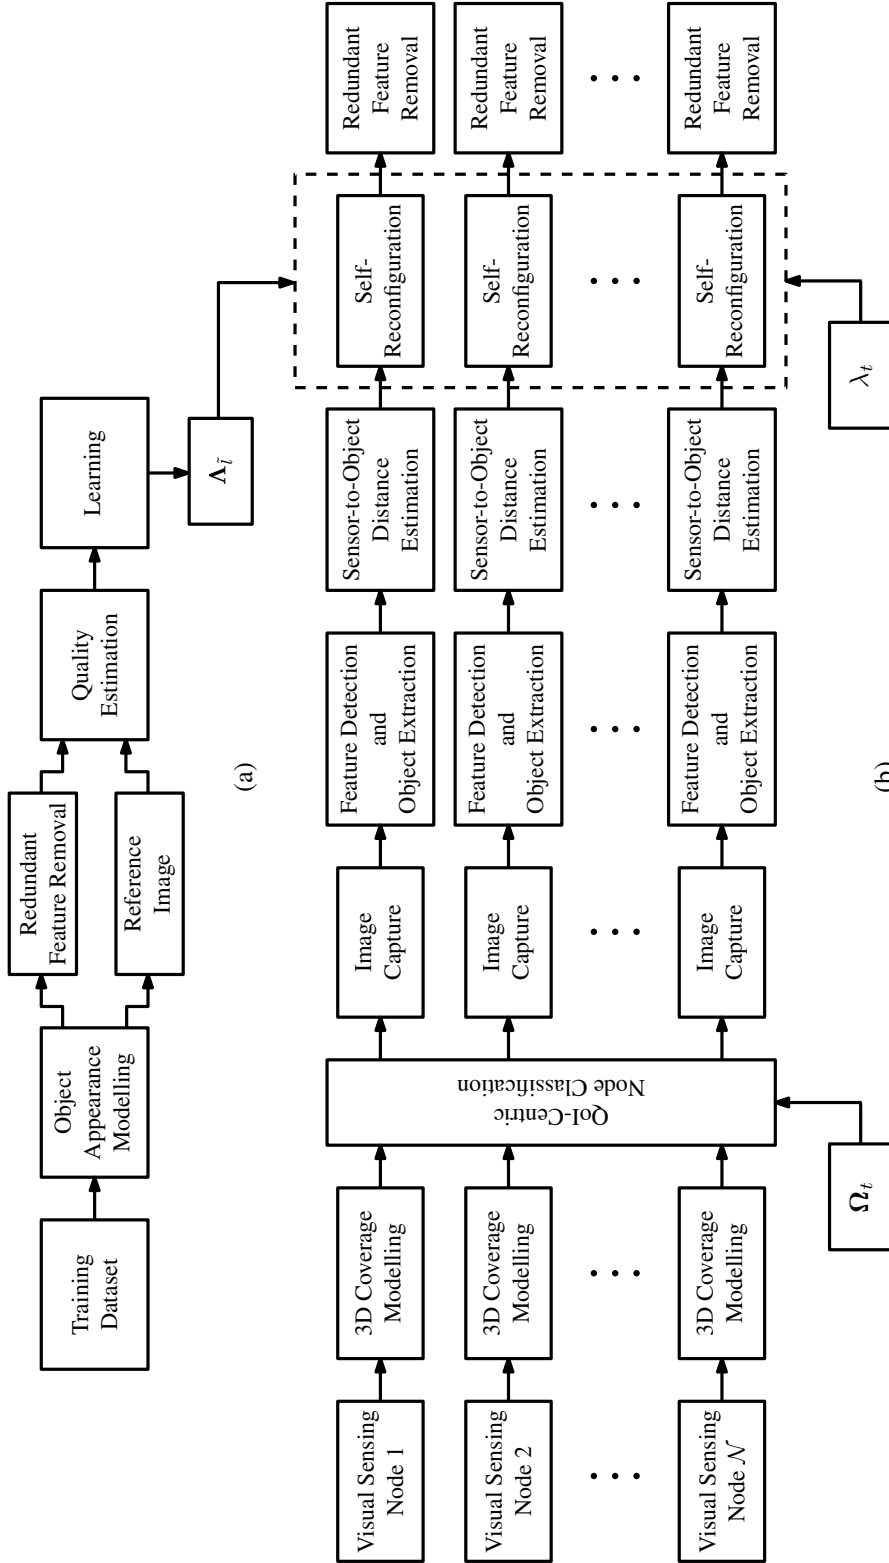 Training
Dataset
Object
Appearance
Modelling
Redundant
Feature Removal
Reference
Image
Quality
Estimation
Learning
Λ_l̃
(a)
Visual Sensing
Node 1
3D Coverage
Modelling
QoI-Centric
Node Classification
Image
Capture
Feature Detection
and
Object Extraction
Sensor-to-Object
Distance
Estimation
Self-
Reconfiguration
Redundant
Feature
Removal
Visual Sensing
Node 2
3D Coverage
Modelling
Image
Capture
Feature Detection
and
Object Extraction
Sensor-to-Object
Distance
Estimation
Self-
Reconfiguration
Redundant
Feature
Removal
• • •
• • •
• • •
• • •
• • •
• • •
• • •
Visual Sensing
Node 𝒩
3D Coverage
Modelling
Image
Capture
Feature Detection
and
Object Extraction
Sensor-to-Object
Distance
Estimation
Self-
Reconfiguration
Redundant
Feature
Removal
Ω_t
λ_t
(b)